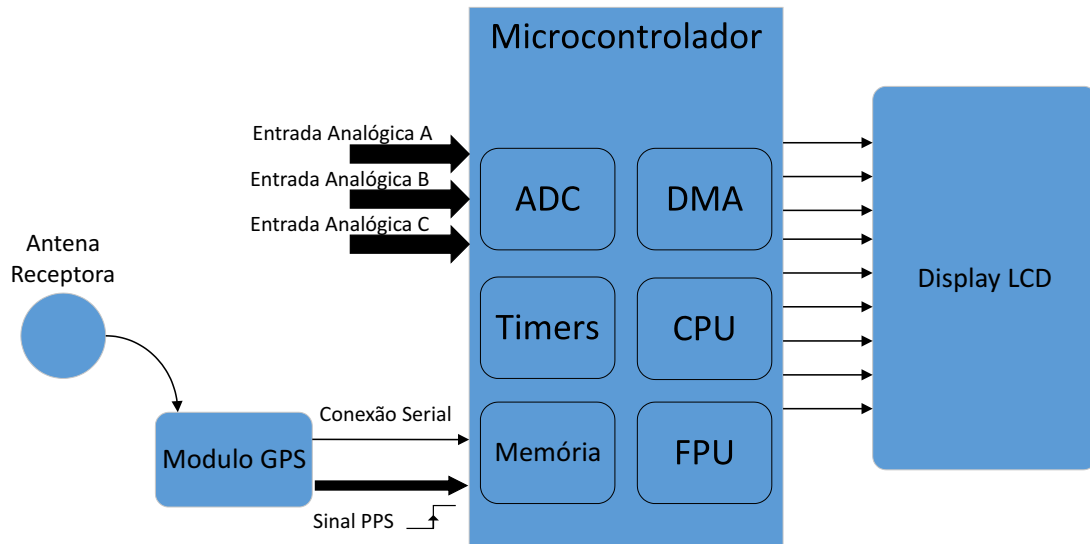 Microcontrolador
Entrada Analógica A
Entrada Analógica B
Entrada Analógica C
ADC
DMA
Antena
Receptora
Timers
CPU
Display LCD
Conexão Serial
Modulo GPS
Memória
FPU
Sinal PPS